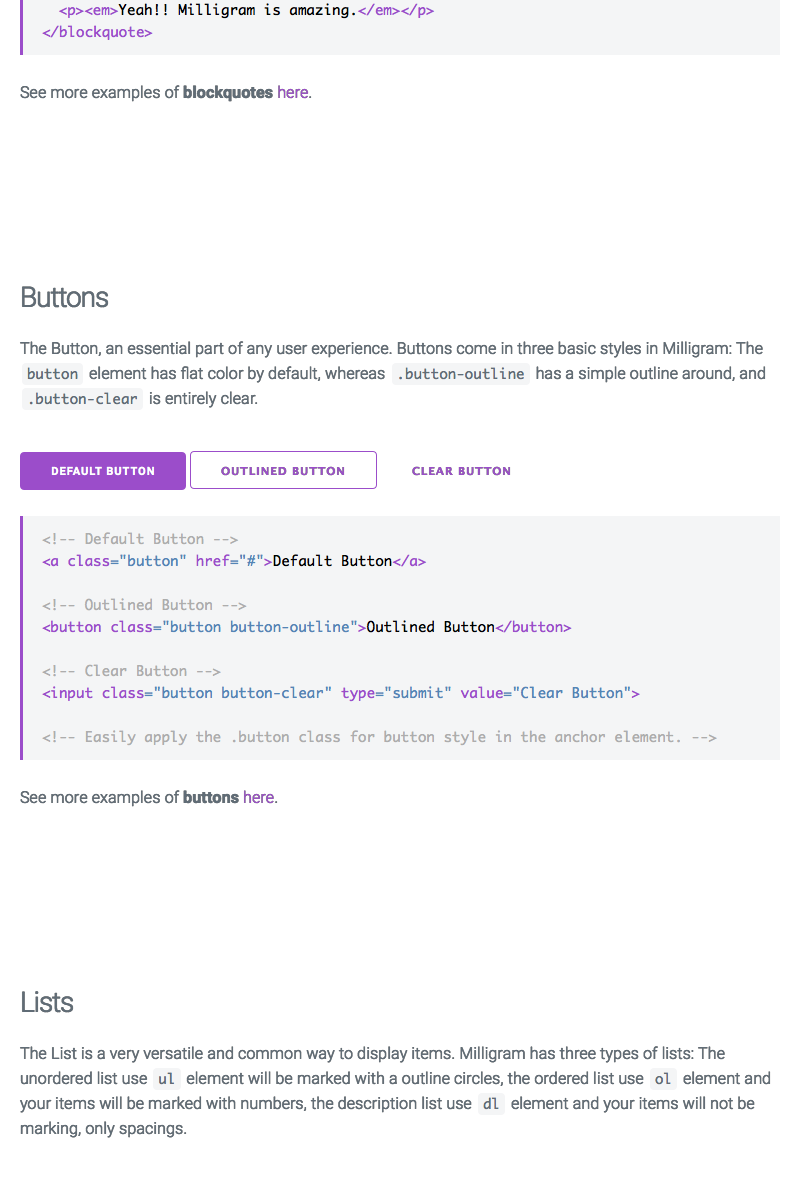 <p><em>Yeah!! Milligram is amazing.</em></p>
</blockquote>
See more examples of blockquotes here.
Buttons
The Button, an essential part of any user experience. Buttons come in three basic styles in Milligram: The
button element has flat color by default, whereas .button-outline has a simple outline around, and
.button-clear is entirely clear.
DEFAULT BUTTON OUTLINED BUTTON CLEAR BUTTON
<!-- Default Button -->
<a class="button" href="#">Default Button</a>
<!-- Outlined Button -->
<button class="button button-outline">Outlined Button</button>
<!-- Clear Button -->
<input class="button button-clear" type="submit" value="Clear Button">
<!-- Easily apply the .button class for button style in the anchor element. -->
See more examples of buttons here.
Lists
The List is a very versatile and common way to display items. Milligram has three types of lists: The
unordered list use ul element will be marked with a outline circles, the ordered list use ol element and
your items will be marked with numbers, the description list use dl element and your items will not be
marking, only spacings.